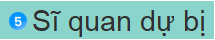 5 Sĩ quan dự bị